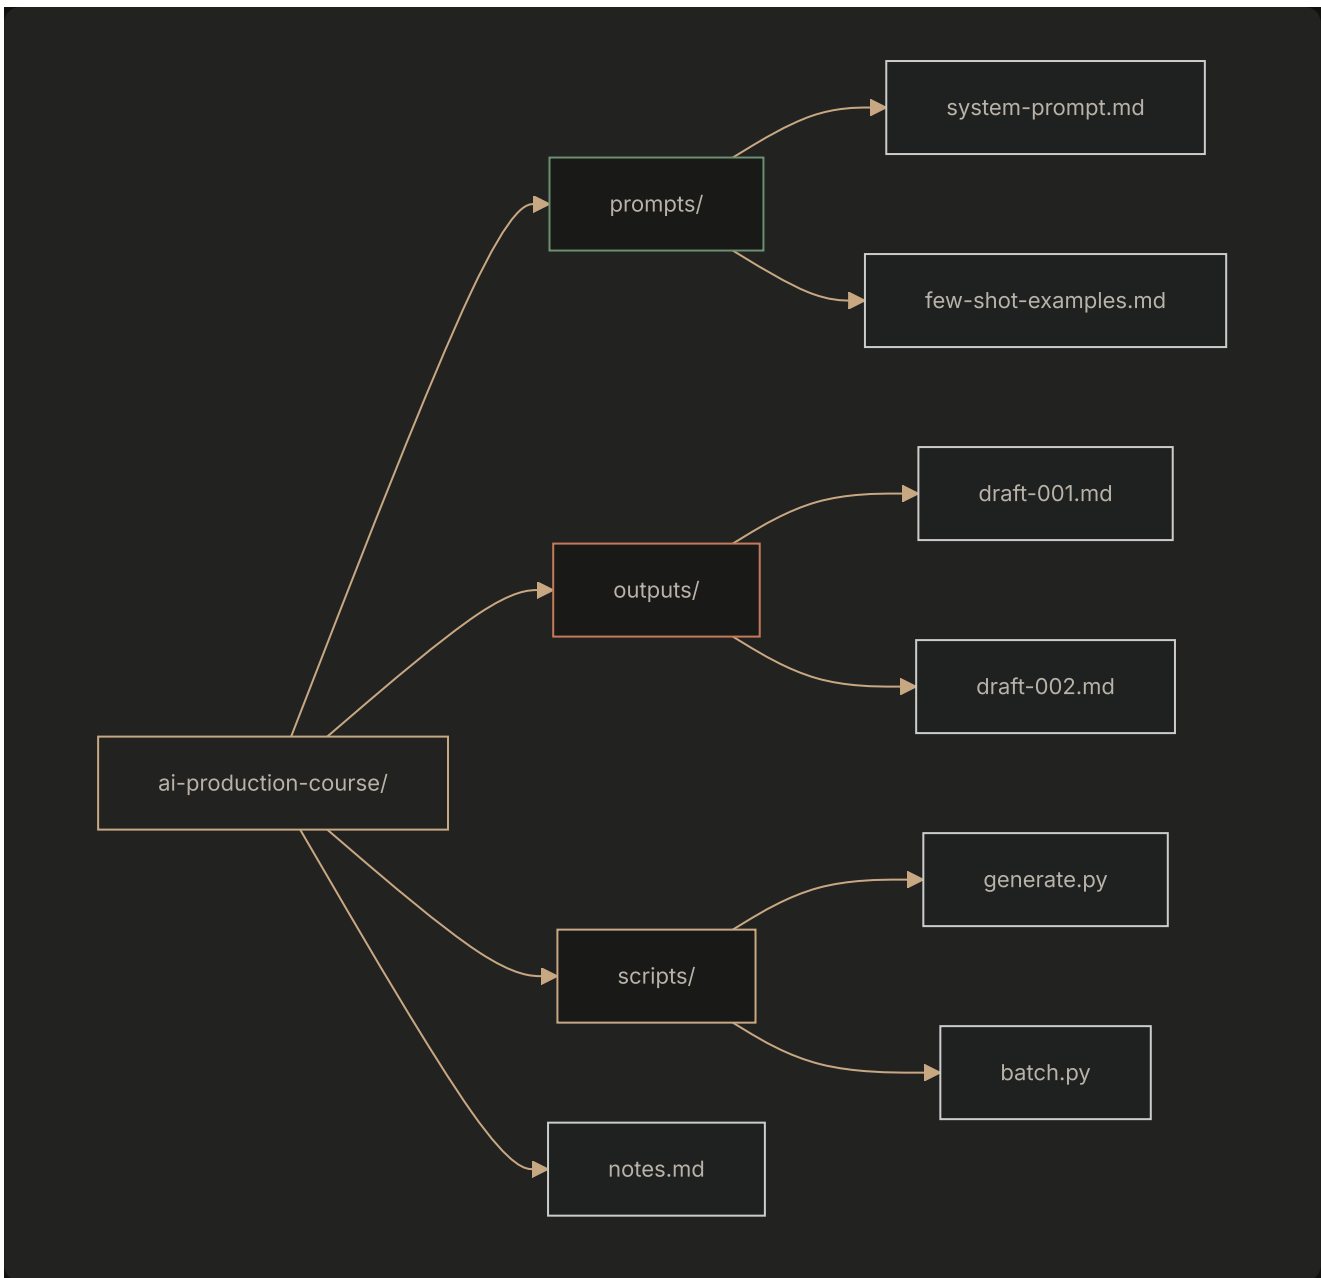 system-prompt.md
prompts/
few-shot-examples.md
draft-001.md
outputs/
draft-002.md
ai-production-course/
generate.py
scripts/
batch.py
notes.md